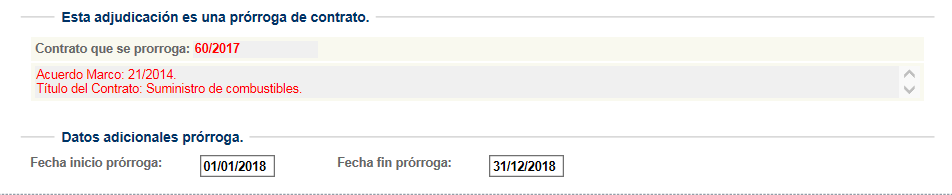 Esta adjudicación es una prórroga de contrato.
Contrato que se prorroga: 60/2017
Acuerdo Marco: 21/2014.
Título del Contrato: Suministro de combustibles.
Datos adicionales prórroga.
Fecha inicio prórroga: 01/01/2018 Fecha fin prórroga: 31/12/2018